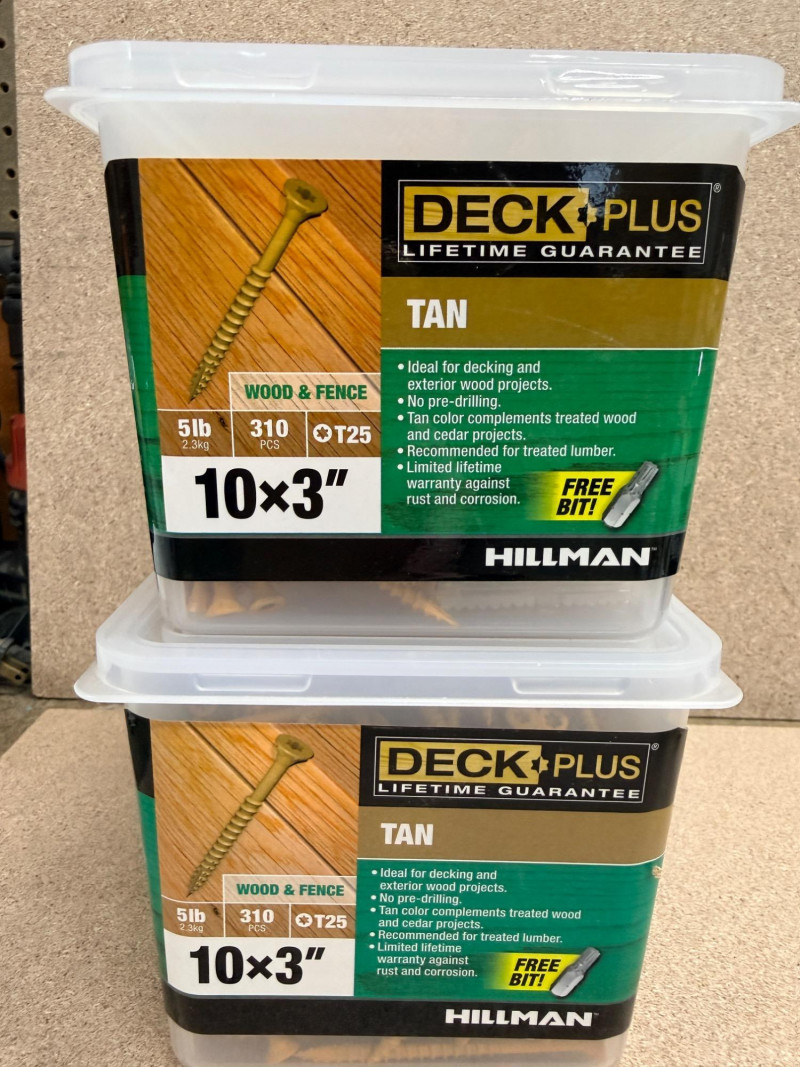 DECK PLUS®
LIFETIME GUARANTEE
TAN
• Ideal for decking and
exterior wood projects.
• No pre-drilling.
• Tan color complements treated wood
and cedar projects.
• Recommended for treated lumber.
• Limited lifetime
warranty against
rust and corrosion.
WOOD & FENCE
5lb
2.3kg
310
PCS
T25
10×3"
FREE
BIT!
HILLMAN™
DECK PLUS®
LIFETIME GUARANTEE
TAN
• Ideal for decking and
exterior wood projects.
• No pre-drilling.
• Tan color complements treated wood
and cedar projects.
• Recommended for treated lumber.
• Limited lifetime
warranty against
rust and corrosion.
WOOD & FENCE
5lb
2.3kg
310
PCS
T25
10×3"
FREE
BIT!
HILLMAN™